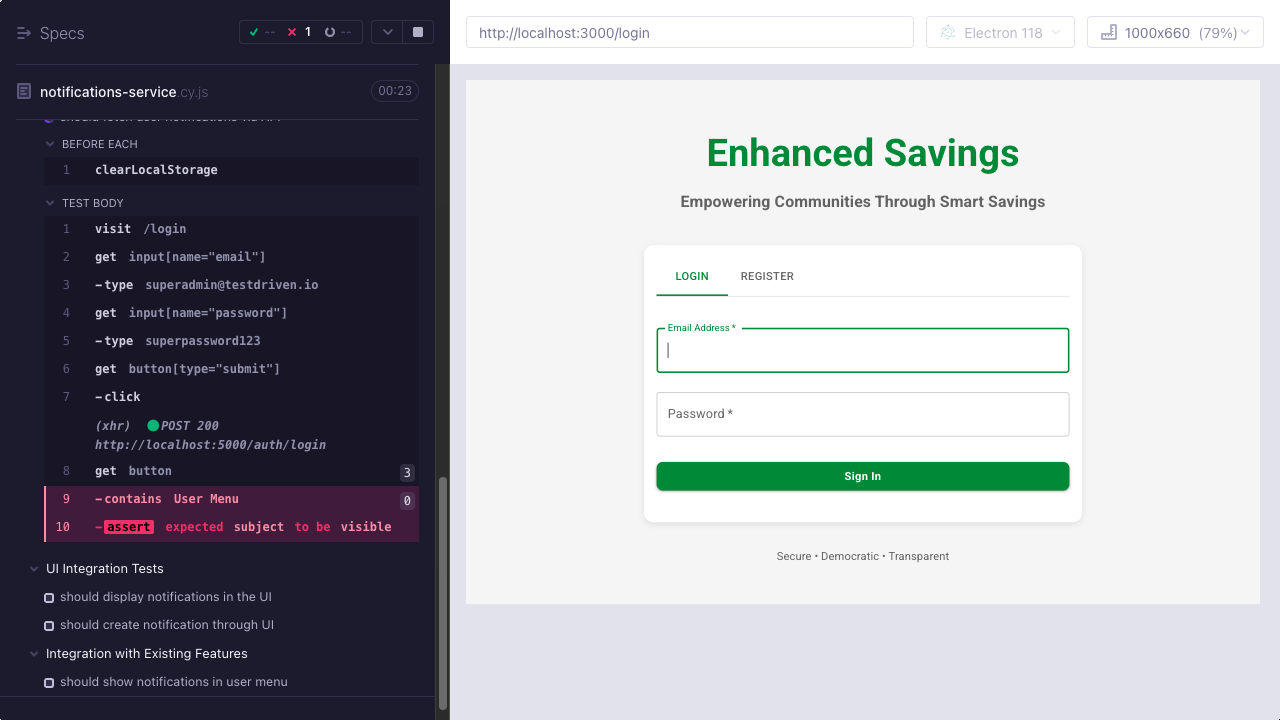 Specs
-- 1 --
notifications-service.cy.js
00:23
should fetch user notifications via API
BEFORE EACH
1 clearLocalStorage
TEST BODY
1 visit /login
2 get input[name="email"]
3 -type superadmin@testdriven.io
4 get input[name="password"]
5 -type superpassword123
6 get button[type="submit"]
7 -click
(xhr) POST 200
http://localhost:5000/auth/login
8 get button 3
9 -contains User Menu 0
10 -assert expected subject to be visible
UI Integration Tests
should display notifications in the UI
should create notification through UI
Integration with Existing Features
should show notifications in user menu
http://localhost:3000/login
Electron 118
1000x660 (79%)
Enhanced Savings
Empowering Communities Through Smart Savings
LOGIN REGISTER
Email Address *
Password *
Sign In
Secure • Democratic • Transparent